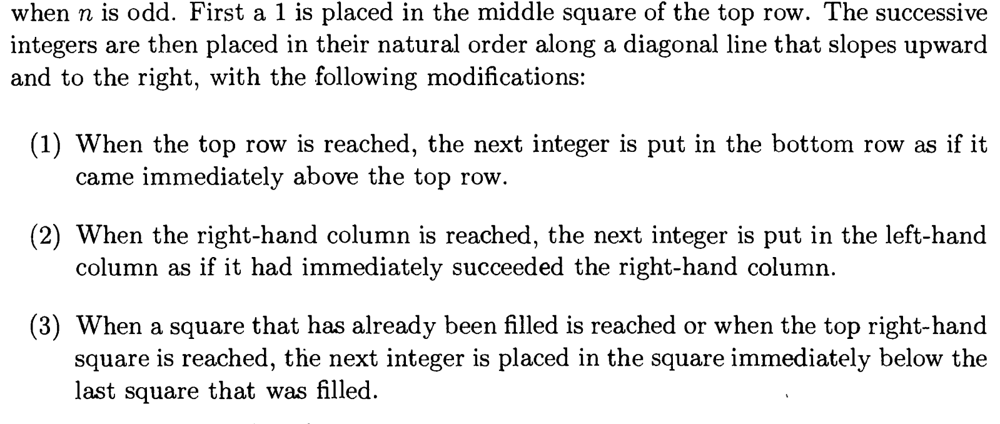 when n is odd. First a 1 is placed in the middle square of the top row. The successive
integers are then placed in their natural order along a diagonal line that slopes upward
and to the right, with the following modifications:
(1) When the top row is reached, the next integer is put in the bottom row as if it
came immediately above the top row.
(2) When the right-hand column is reached, the next integer is put in the left-hand
column as if it had immediately succeeded the right-hand column.
(3) When a square that has already been filled is reached or when the top right-hand
square is reached, the next integer is placed in the square immediately below the
last square that was filled.